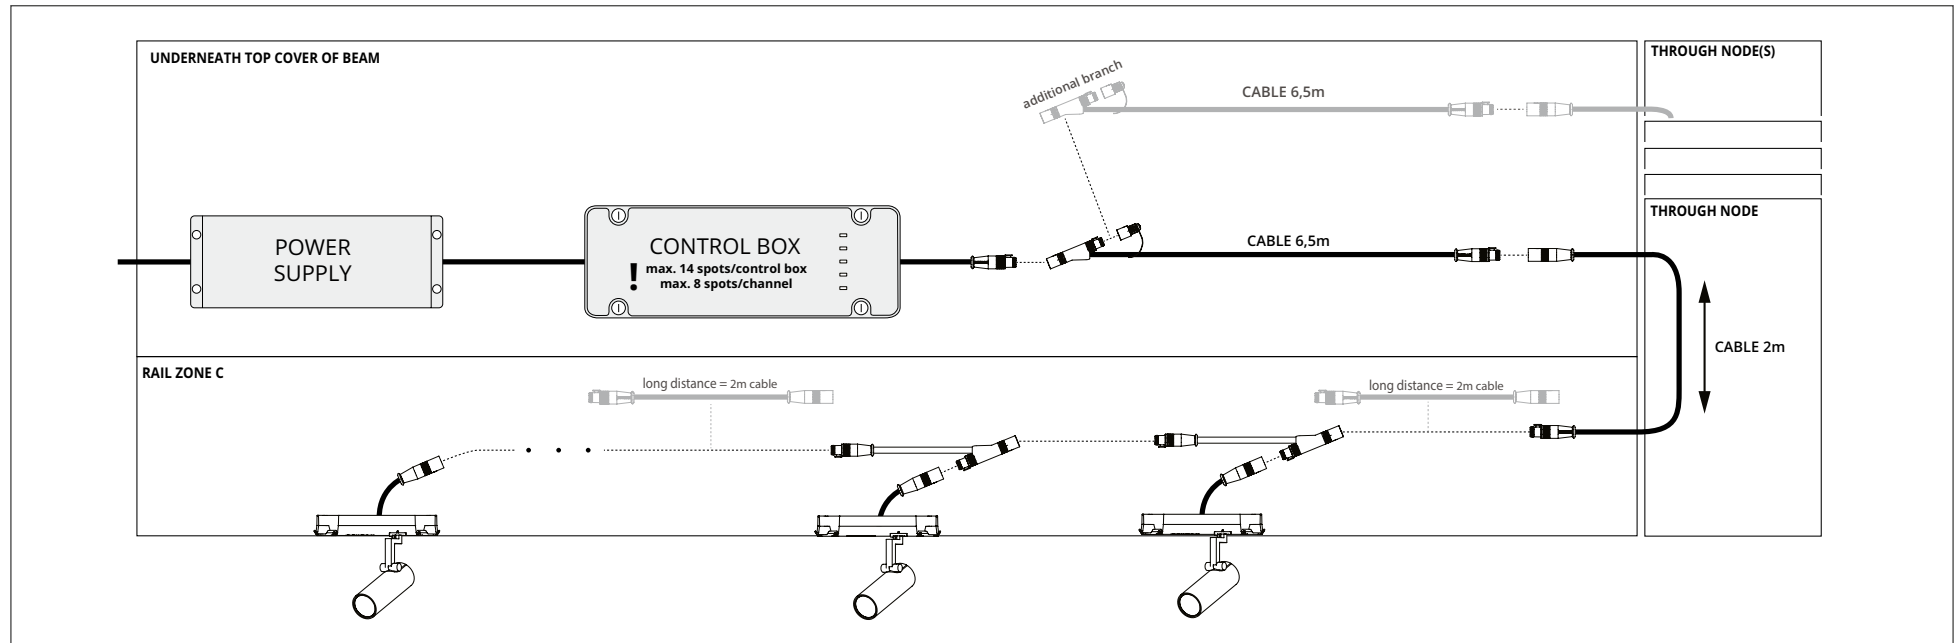 UNDERNEATH TOP COVER OF BEAM
THROUGH NODE(S)
additional branch
CABLE 6,5m
THROUGH NODE
POWER
SUPPLY
CONTROL BOX
! max. 14 spots/control box
max. 8 spots/channel
CABLE 6,5m
CABLE 2m
RAIL ZONE C
long distance = 2m cable
long distance = 2m cable